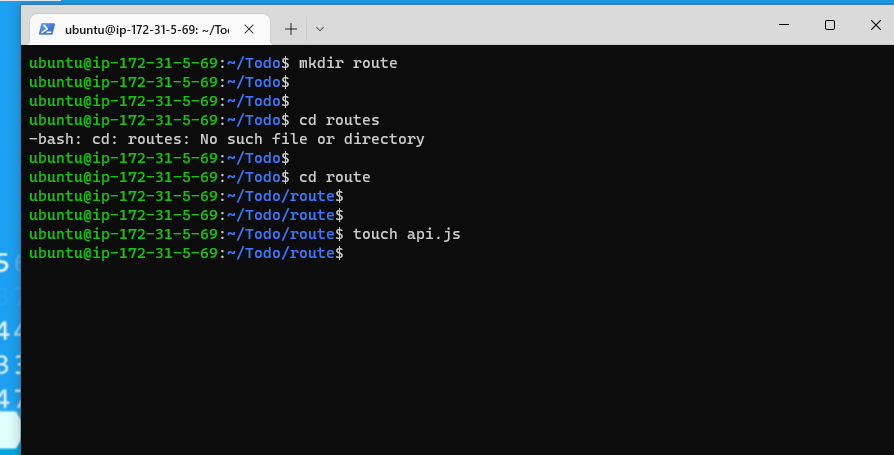 ubuntu@ip-172-31-5-69: ~/Tod
ubuntu@ip-172-31-5-69:~/Todo$ mkdir route
ubuntu@ip-172-31-5-69:~/Todo$
ubuntu@ip-172-31-5-69:~/Todo$
ubuntu@ip-172-31-5-69:~/Todo$ cd routes
-bash: cd: routes: No such file or directory
ubuntu@ip-172-31-5-69:~/Todo$
ubuntu@ip-172-31-5-69:~/Todo$ cd route
ubuntu@ip-172-31-5-69:~/Todo/route$
ubuntu@ip-172-31-5-69:~/Todo/route$
ubuntu@ip-172-31-5-69:~/Todo/route$ touch api.js
ubuntu@ip-172-31-5-69:~/Todo/route$